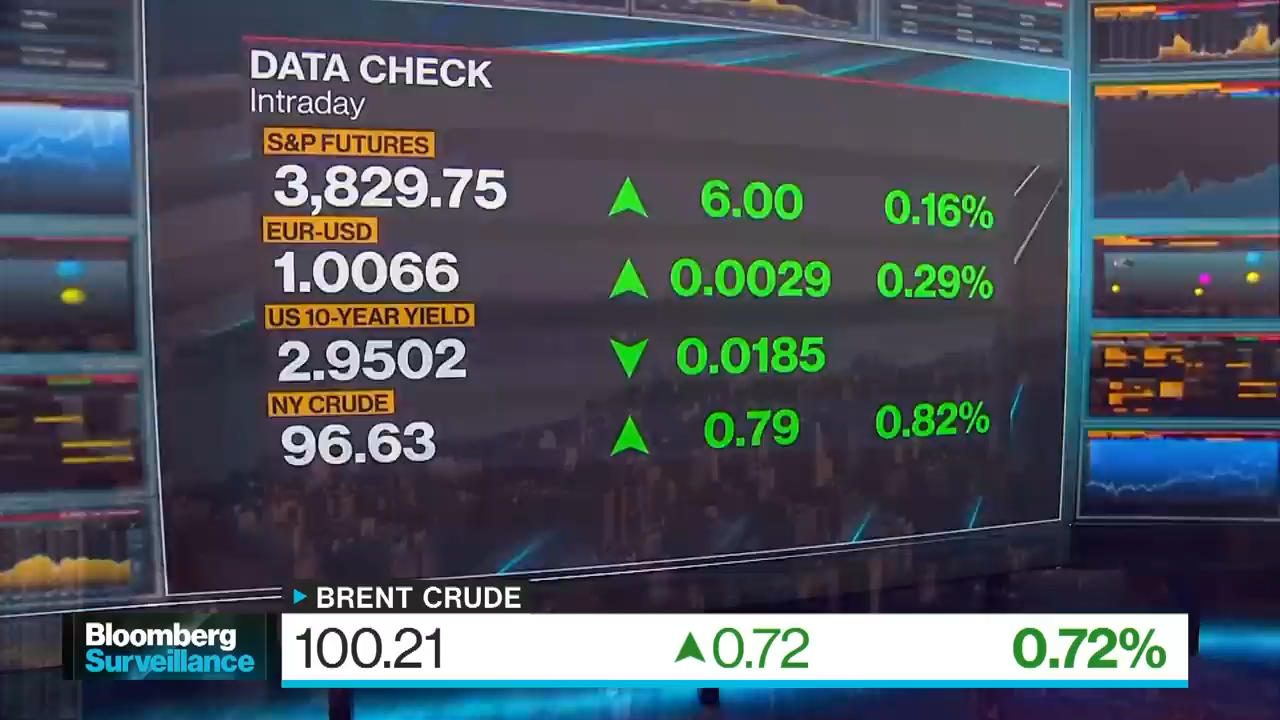 DATA CHECK
Intraday
S&P FUTURES
3,829.75 ▲ 6.00 0.16%
EUR-USD
1.0066 ▲ 0.0029 0.29%
US 10-YEAR YIELD
2.9502 ▼ 0.0185
NY CRUDE
96.63 ▲ 0.79 0.82%
BRENT CRUDE
100.21 ▲0.72 0.72%
Bloomberg
Surveillance